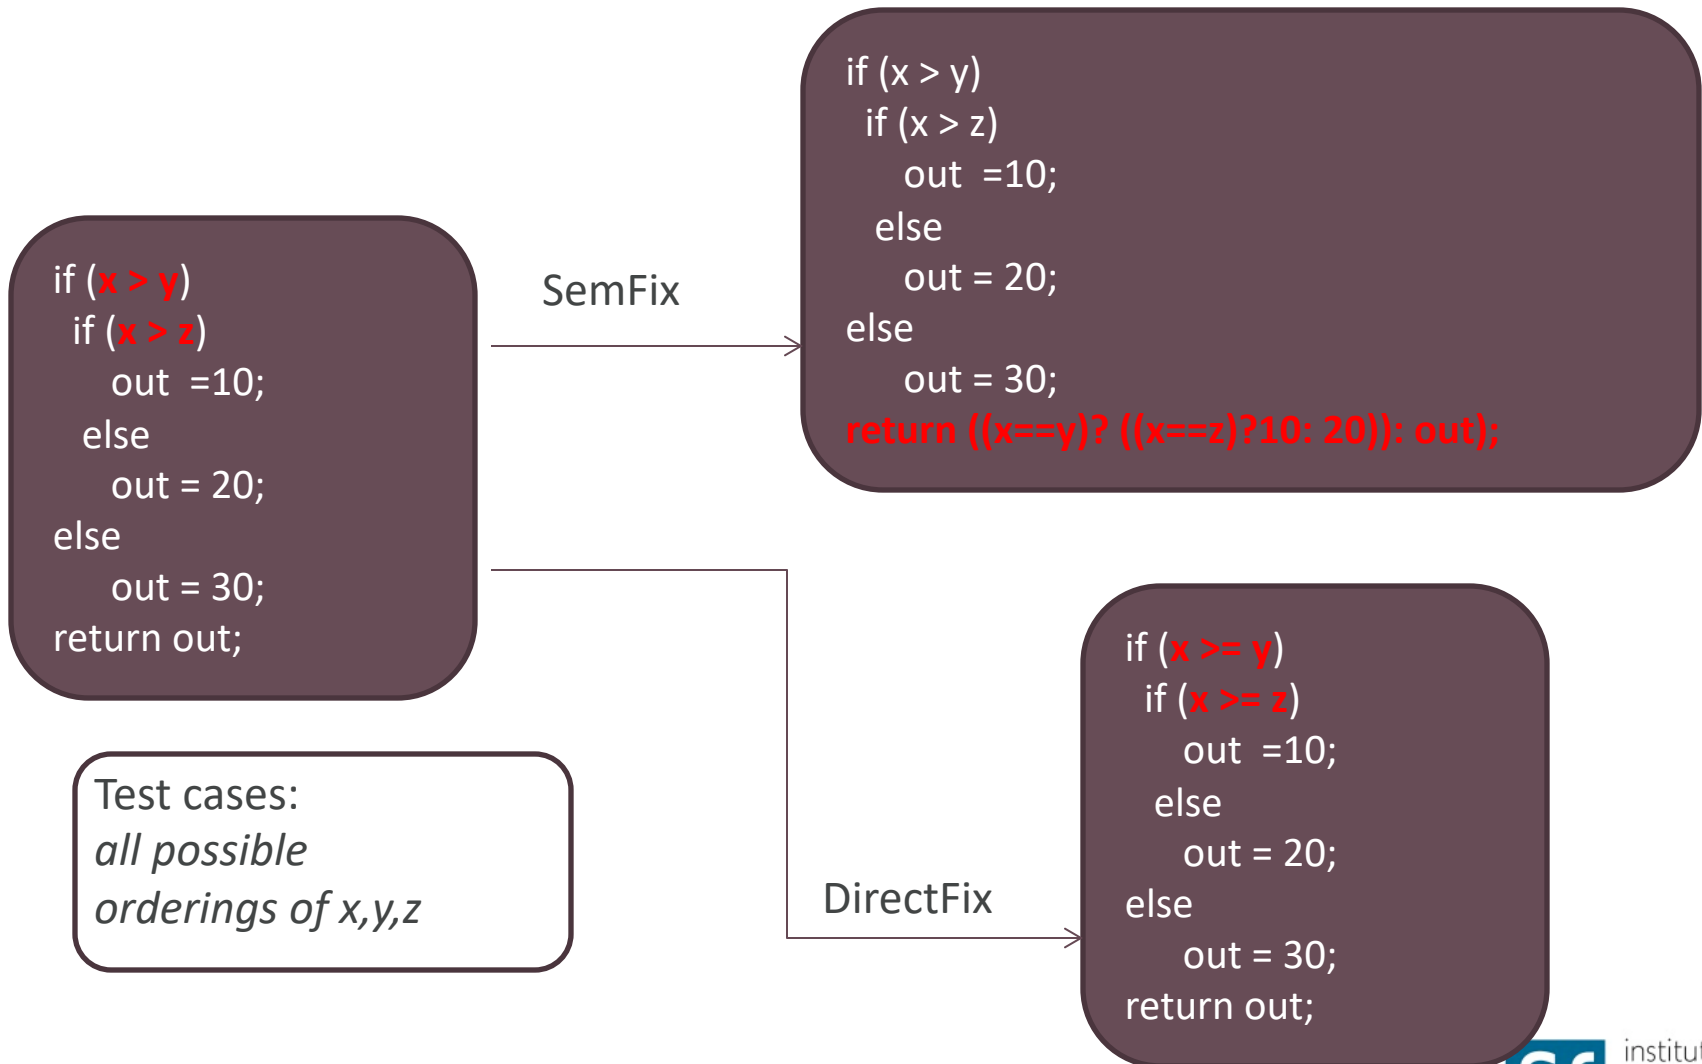 if (x > y)
if (x > z)
out =10;
else
out = 20;
else
out = 30;
return out;
SemFix
if (x > y)
if (x > z)
out =10;
else
out = 20;
else
out = 30;
return ((x==y)? ((x==z)?10: 20)): out);
Test cases:
all possible
orderings of x,y,z
DirectFix
if (x >= y)
if (x >= z)
out =10;
else
out = 20;
else
out = 30;
return out;